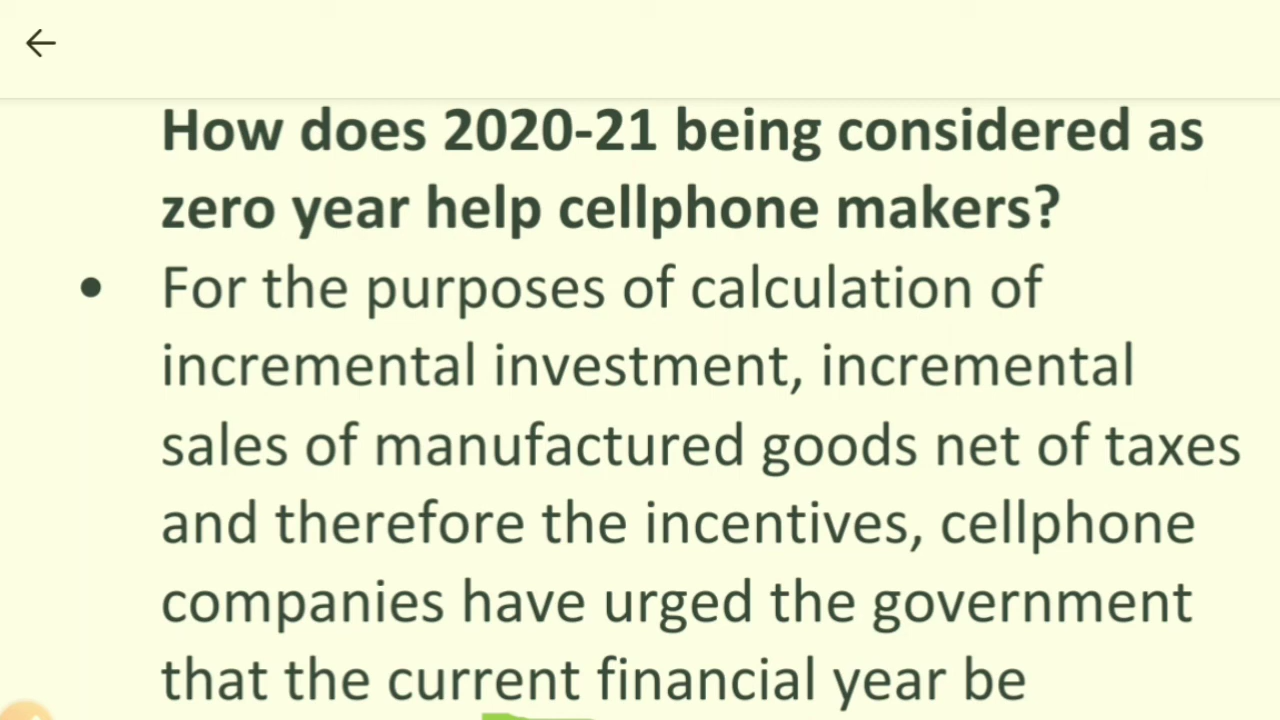 How does 2020-21 being considered as
zero year help cellphone makers?
• For the purposes of calculation of
incremental investment, incremental
sales of manufactured goods net of taxes
and therefore the incentives, cellphone
companies have urged the government
that the current financial year be